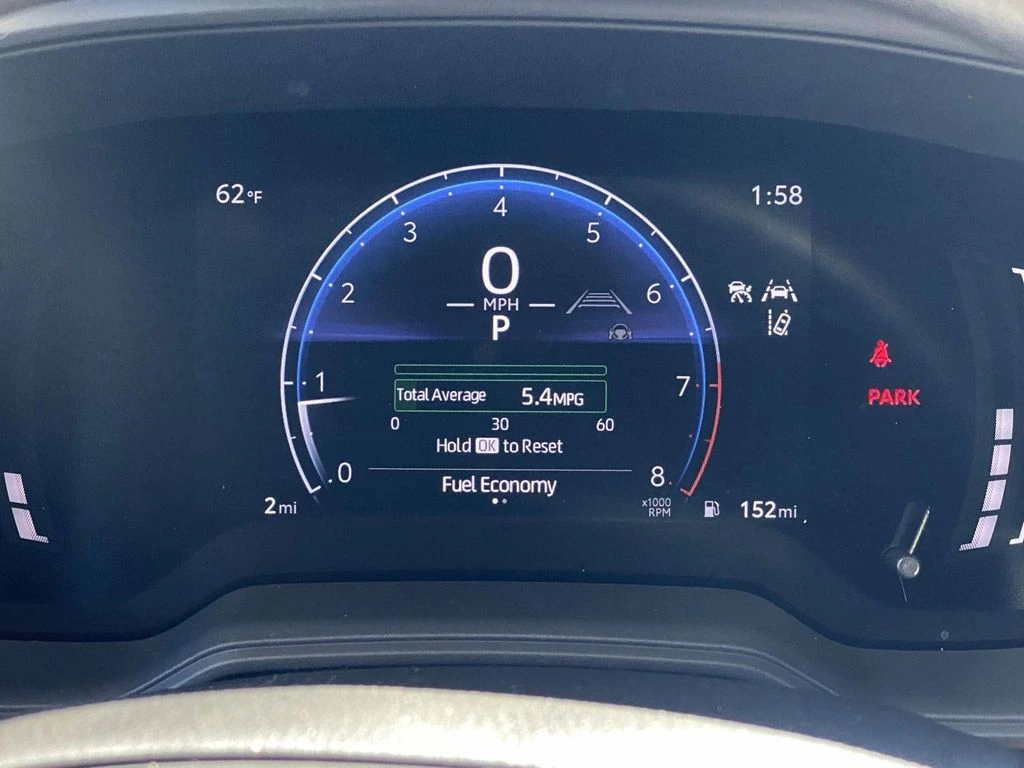 62°F
1:58
4
3
5
0
2
6
MPH
P
1
7
PARK
Total Average 5.4MPG
0 30 60
Hold OK to Reset
0
8
Fuel Economy
x1000
RPM
2mi
152mi